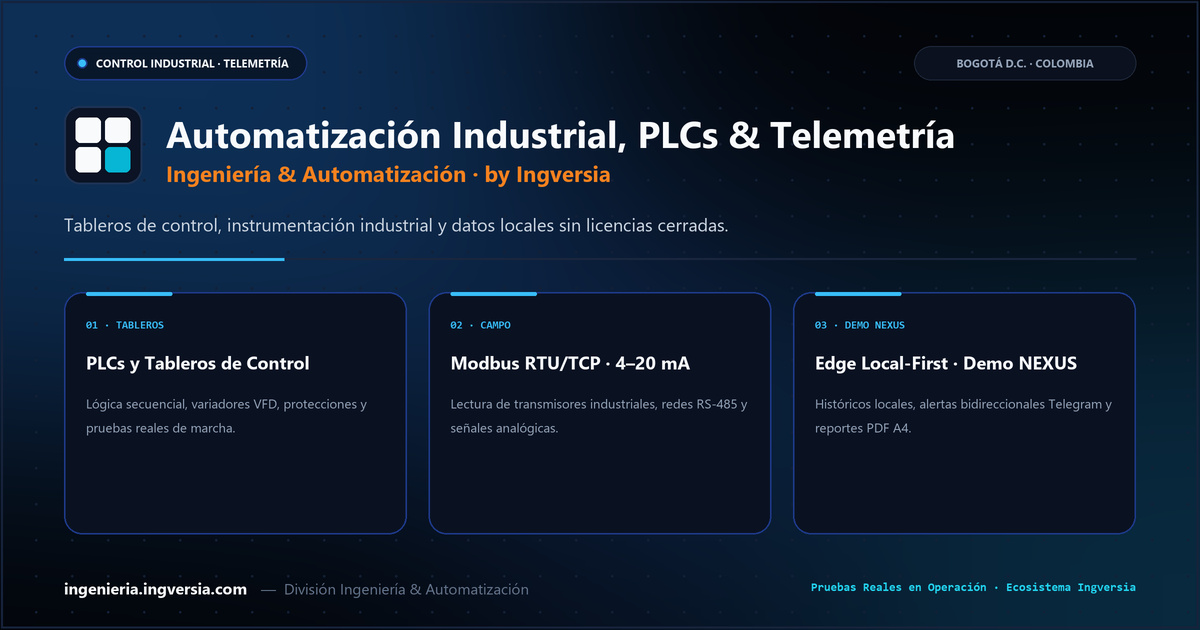 CONTROL INDUSTRIAL · TELEMETRÍA
BOGOTÁ D.C. · COLOMBIA
Automatización Industrial, PLCs & Telemetría
Ingeniería & Automatización · by Ingversia
Tableros de control, instrumentación industrial y datos locales sin licencias cerradas.
01 · TABLEROS
PLCs y Tableros de Control
Lógica secuencial, variadores VFD, protecciones y
pruebas reales de marcha.
02 · CAMPO
Modbus RTU/TCP · 4–20 mA
Lectura de transmisores industriales, redes RS-485 y
señales analógicas.
03 · DEMO NEXUS
Edge Local-First · Demo NEXUS
Históricos locales, alertas bidireccionales Telegram y
reportes PDF A4.
ingenieria.ingversia.com — División Ingeniería & Automatización
Pruebas Reales en Operación · Ecosistema Ingversia